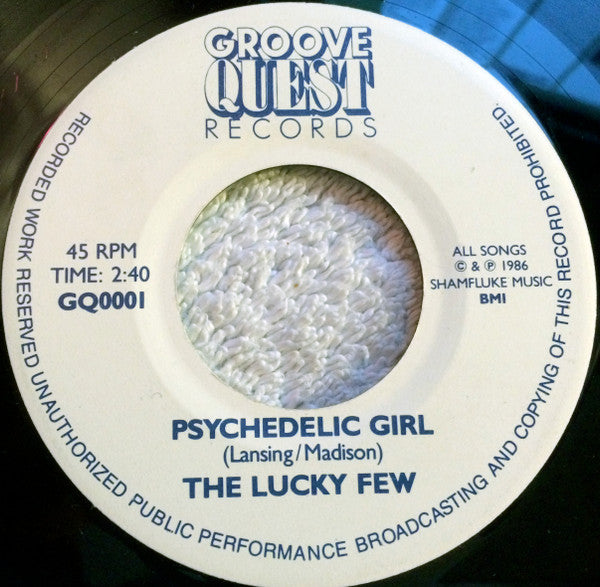 GROOVE
QUEST
RECORDS
45 RPM
TIME: 2:40
GQ0001
ALL SONGS
© & ℗ 1986
SHAMFLUKE MUSIC
BMI
PSYCHEDELIC GIRL
(Lansing/Madison)
THE LUCKY FEW
RECORDED WORK RESERVED UNAUTHORIZED PUBLIC PERFORMANCE BROADCASTING AND COPYING OF THIS RECORD PROHIBITED.